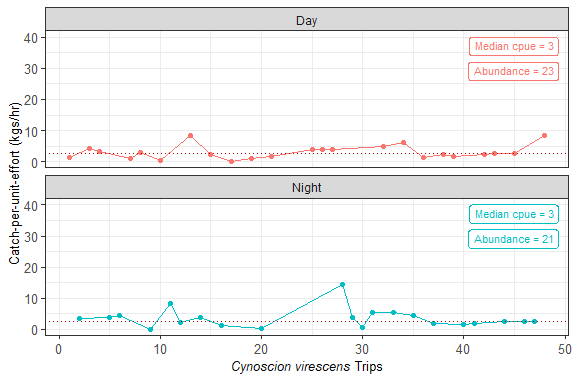 Day
Catch-per-unit-effort (kgs/hr)
40
30
20
10
0
Median cpue = 3
Abundance = 23
Night
40
30
20
10
0
Median cpue = 3
Abundance = 21
0 10 20 30 40 50
Cynoscion virescens Trips